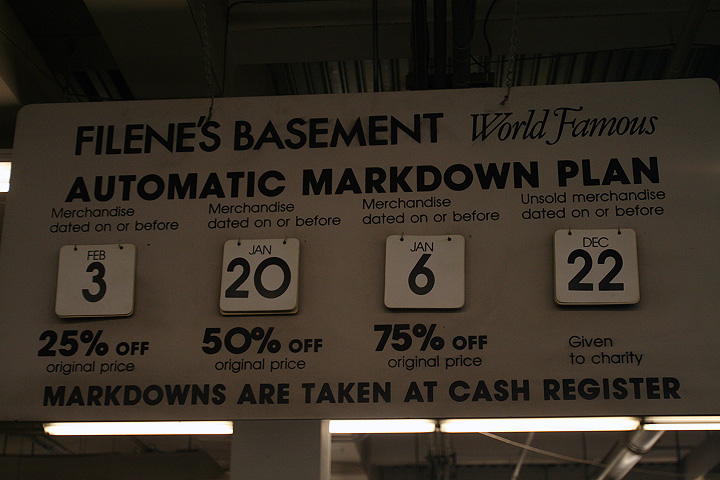 FILENE'S BASEMENT World Famous
AUTOMATIC MARKDOWN PLAN
Merchandise
dated on or before
FEB
3
25% OFF
original price
Merchandise
dated on or before
JAN
20
50% OFF
original price
Merchandise
dated on or before
JAN
6
75% OFF
original price
Unsold merchandise
dated on or before
DEC
22
Given
to charity
MARKDOWNS ARE TAKEN AT CASH REGISTER